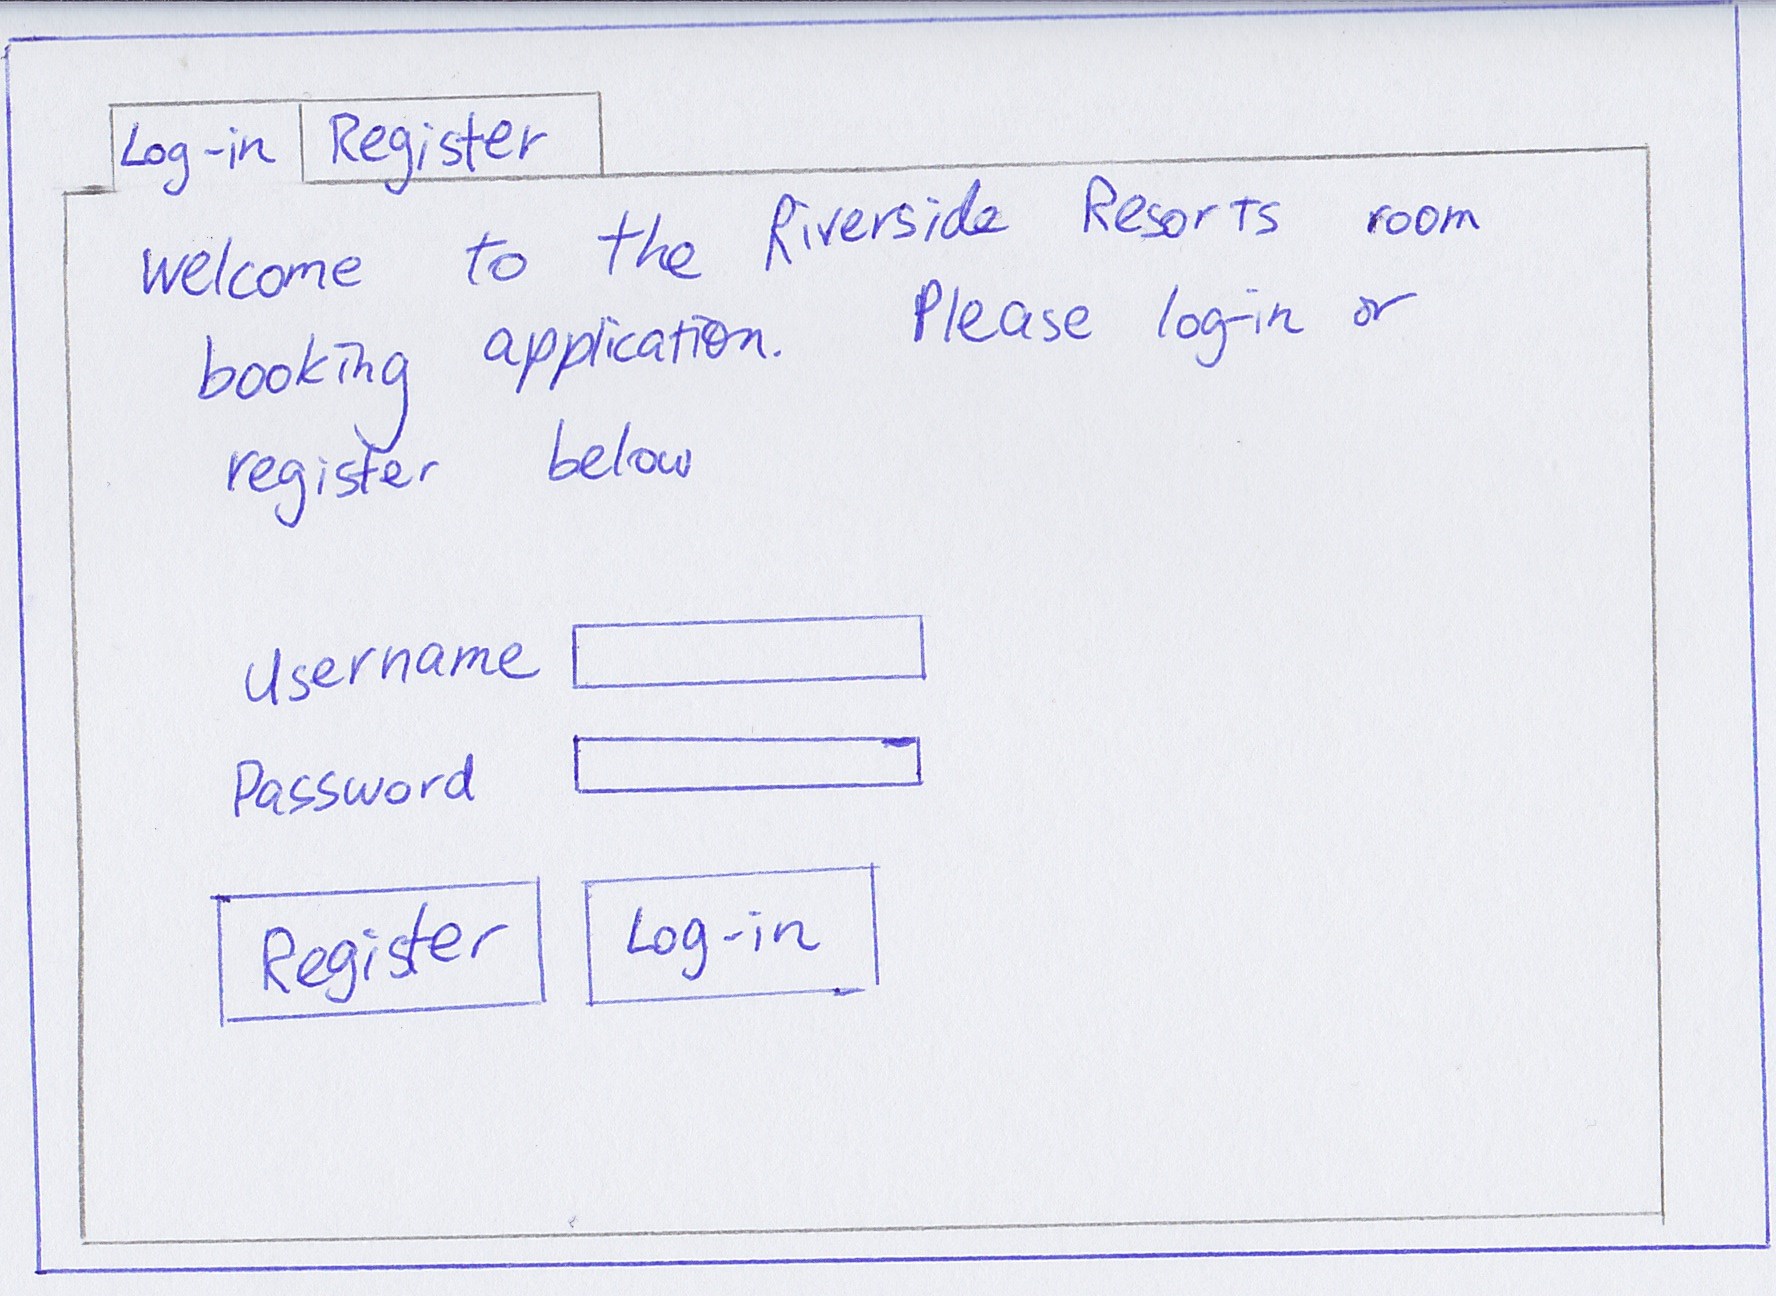 Log-in Register
Welcome to the Riverside Resorts room
booking application. Please log-in or
register below
Username
Password
Register Log-in